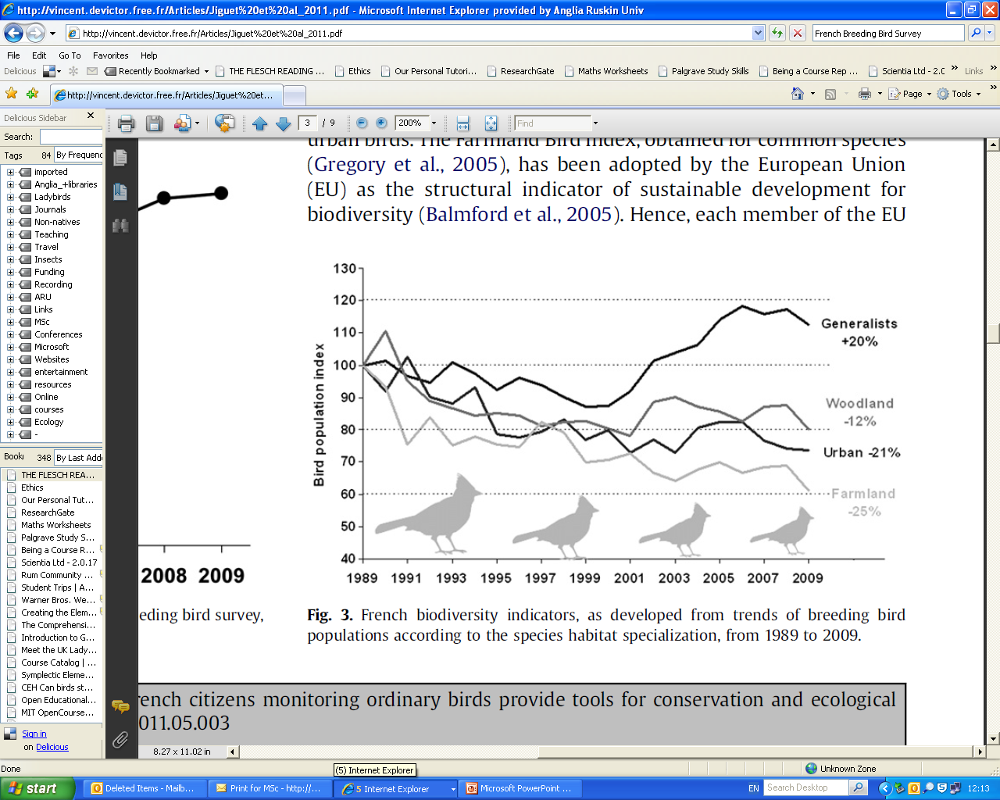 http://vincent.devictor.free.fr/Articles/Jiguet%20et%20al_2011.pdf - Microsoft Internet Explorer provided by Anglia Ruskin Univ
http://vincent.devictor.free.fr/Articles/Jiguet%20et%20al_2011.pdf
French Breeding Bird Survey
File Edit Go To Favorites Help
Delicious Recently Bookmarked THE FLESCH READING ... Ethics Our Personal Tutori... ResearchGate Maths Worksheets Palgrave Study Skills Being a Course Rep ... Scientia Ltd - 2.0 » Links »
http://vincent.devictor.free.fr/Articles/Jiguet%20et...
Page Tools »
Delicious Sidebar
Search:
Tags 84 By Frequenc
imported
Anglia_+libraries
Ladybirds
Journals
Non-natives
Teaching
Travel
Insects
Funding
Recording
ARU
Links
MSc
Conferences
Microsoft
Websites
entertainment
resources
Online
courses
Ecology
-
Book 348 By Last Adde
THE FLESCH REA...
Ethics
Our Personal Tut...
ResearchGate
Maths Worksheets
Palgrave Study S...
Being a Course R...
Scientia Ltd - 2.0.17
Rum Community ...
Student Trips | A...
Warner Bros. We...
Creating the Elem...
The Comprehensi...
Introduction to G...
Meet the UK Lady...
Course Catalog | ...
Symplectic Eleme...
CEH Can birds st...
Open Educational...
MIT OpenCourse...
Sign in
on Delicious
3 / 9 200% Find
urban birds. The Farmland Bird Index, obtained for common species
(Gregory et al., 2005), has been adopted by the European Union
(EU) as the structural indicator of sustainable development for
biodiversity (Balmford et al., 2005). Hence, each member of the EU
Bird population index
130
120
110
100
90
80
70
60
50
40
Generalists
+20%
Woodland
-12%
Urban -21%
Farmland
-25%
1989 1991 1993 1995 1997 1999 2001 2003 2005 2007 2009
2008 2009
eding bird survey,
Fig. 3. French biodiversity indicators, as developed from trends of breeding bird
populations according to the species habitat specialization, from 1989 to 2009.
rench citizens monitoring ordinary birds provide tools for conservation and ecological
011.05.003
8.27 x 11.02 in
(5) Internet Explorer
Done
Unknown Zone
start Deleted Items - Mailb... Print for MSc - http://... 5 Internet Explorer Microsoft PowerPoint ... EN Search Desktop 12:13